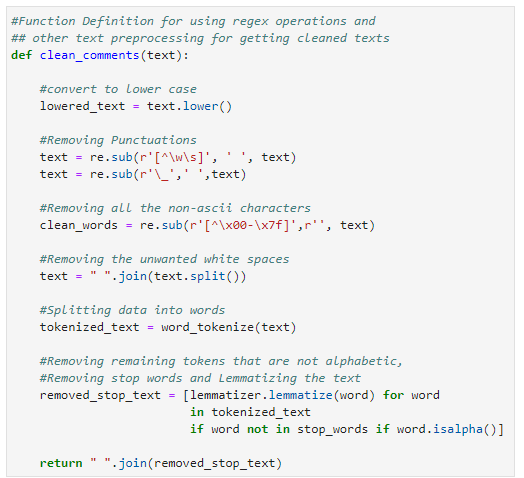 #Function Definition for using regex operations and
## other text preprocessing for getting cleaned texts
def clean_comments(text):
#convert to lower case
lowered_text = text.lower()
#Removing Punctuations
text = re.sub(r'[^\w\s]', ' ', text)
text = re.sub(r'\_',' ',text)
#Removing all the non-ascii characters
clean_words = re.sub(r'[^\x00-\x7f]',r'', text)
#Removing the unwanted white spaces
text = " ".join(text.split())
#Splitting data into words
tokenized_text = word_tokenize(text)
#Removing remaining tokens that are not alphabetic,
#Removing stop words and Lemmatizing the text
removed_stop_text = [lemmatizer.lemmatize(word) for word
in tokenized_text
if word not in stop_words if word.isalpha()]
return " ".join(removed_stop_text)